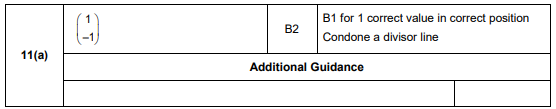 11(a)
1
–1
B2
B1 for 1 correct value in correct position
Condone a divisor line
Additional Guidance